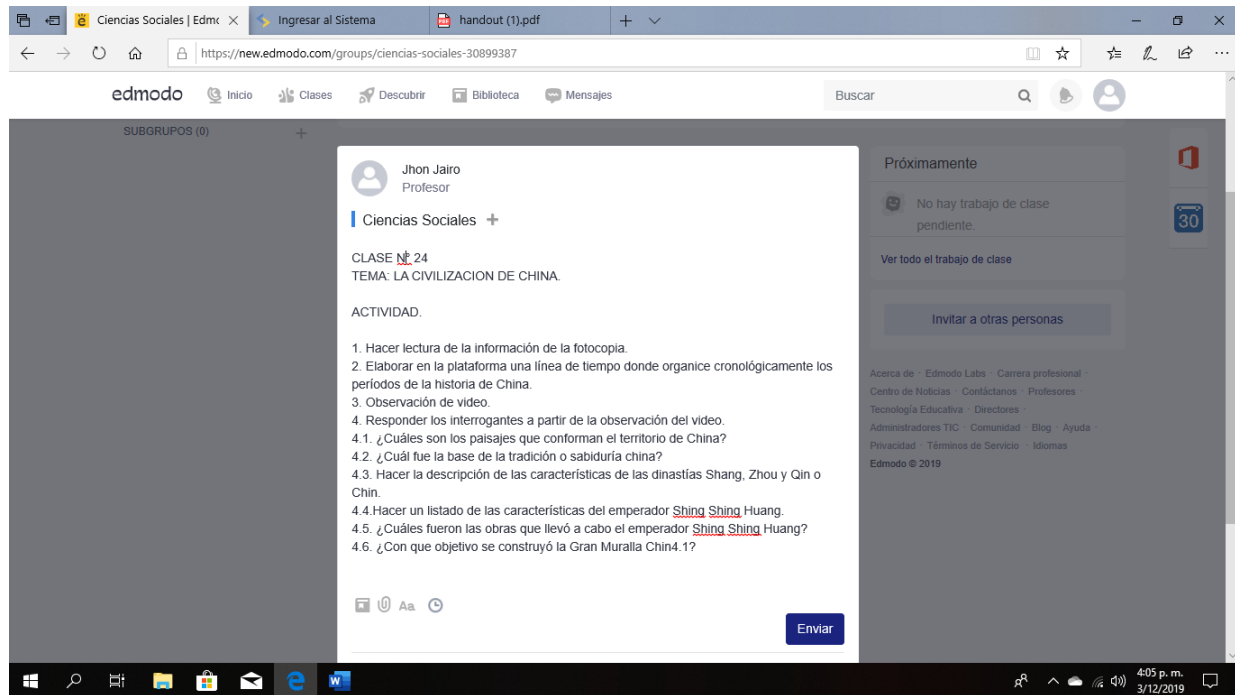 Ciencias Sociales | Edmo
Ingresar al Sistema
handout (1).pdf
https://new.edmodo.com/groups/ciencias-sociales-30899387
edmodo
Inicio
Clases
Descubrir
Biblioteca
Mensajes
Buscar
SUBGRUPOS (0)
Jhon Jairo
Profesor
Ciencias Sociales
CLASE Nº 24
TEMA: LA CIVILIZACION DE CHINA.
ACTIVIDAD.
1. Hacer lectura de la información de la fotocopia.
2. Elaborar en la plataforma una línea de tiempo donde organice cronológicamente los
períodos de la historia de China.
3. Observación de video.
4. Responder los interrogantes a partir de la observación del video.
4.1. ¿Cuáles son los paisajes que conforman el territorio de China?
4.2. ¿Cuál fue la base de la tradición o sabiduría china?
4.3. Hacer la descripción de las características de las dinastías Shang, Zhou y Qin o
Chin.
4.4.Hacer un listado de las características del emperador Shing Shing Huang.
4.5. ¿Cuáles fueron las obras que llevó a cabo el emperador Shing Shing Huang?
4.6. ¿Con que objetivo se construyó la Gran Muralla Chin4.1?
Aa
Enviar
Próximamente
No hay trabajo de clase
pendiente.
Ver todo el trabajo de clase
Invitar a otras personas
Acerca de · Edmodo Labs · Carrera profesional ·
Centro de Noticias · Contáctanos · Profesores ·
Tecnología Educativa · Directores ·
Administradores TIC · Comunidad · Blog · Ayuda ·
Privacidad · Términos de Servicio · Idiomas
Edmodo © 2019
30
4:05 p. m.
3/12/2019